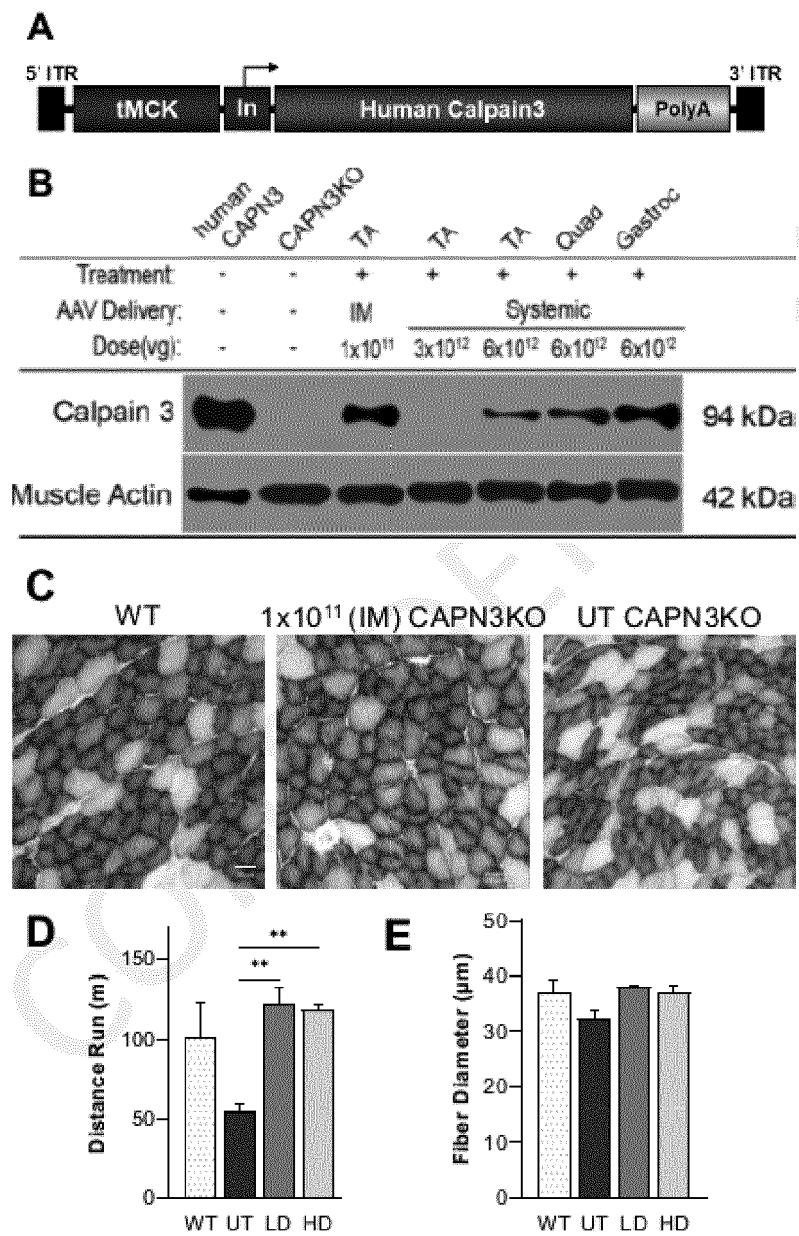 A
5' ITR
3' ITR
tMCK In Human Calpain3 PolyA
B
human CAPN3
CAPN3KO
TA
TA
TA
Quad
Gastroc
Treatment: - - + + + + +
AAV Delivery: - - IM Systemic
Dose(vg): - - 1x10¹¹ 3x10¹² 6x10¹² 6x10¹² 6x10¹²
Calpain 3 94 kDa
Muscle Actin 42 kDa
C
WT 1x10¹¹ (IM) CAPN3KO UT CAPN3KO
D
Distance Run (m)
150
100
50
0
** 
**
WT UT LD HD
E
Fiber Diameter (µm)
50
40
30
20
10
0
WT UT LD HD